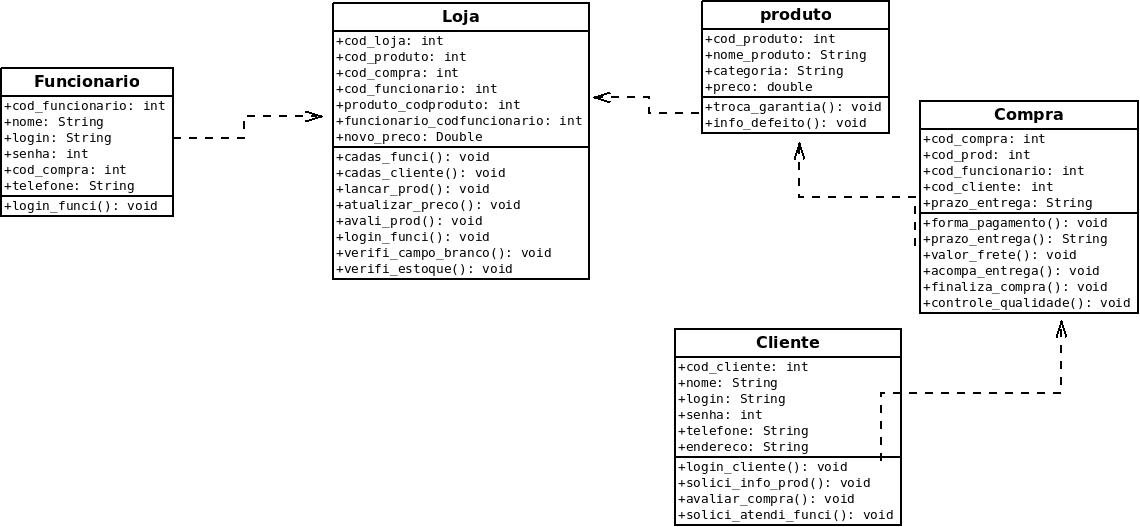 Funcionario
+cod_funcionario: int
+nome: String
+login: String
+senha: int
+cod_compra: int
+telefone: String
+login_funci(): void
Loja
+cod_loja: int
+cod_produto: int
+cod_compra: int
+cod_funcionario: int
+produto_codproduto: int
+funcionario_codfuncionario: int
+novo_preco: Double
+cadas_funci(): void
+cadas_cliente(): void
+lancar_prod(): void
+atualizar_preco(): void
+avali_prod(): void
+login_funci(): void
+verifi_campo_branco(): void
+verifi_estoque(): void
produto
+cod_produto: int
+nome_produto: String
+categoria: String
+preco: double
+troca_garantia(): void
+info_defeito(): void
Compra
+cod_compra: int
+cod_prod: int
+cod_funcionario: int
+cod_cliente: int
+prazo_entrega: String
+forma_pagamento(): void
+prazo_entrega(): String
+valor_frete(): void
+acompa_entrega(): void
+finaliza_compra(): void
+controle_qualidade(): void
Cliente
+cod_cliente: int
+nome: String
+login: String
+senha: int
+telefone: String
+endereco: String
+login_cliente(): void
+solici_info_prod(): void
+avaliar_compra(): void
+solici_atendi_funci(): void